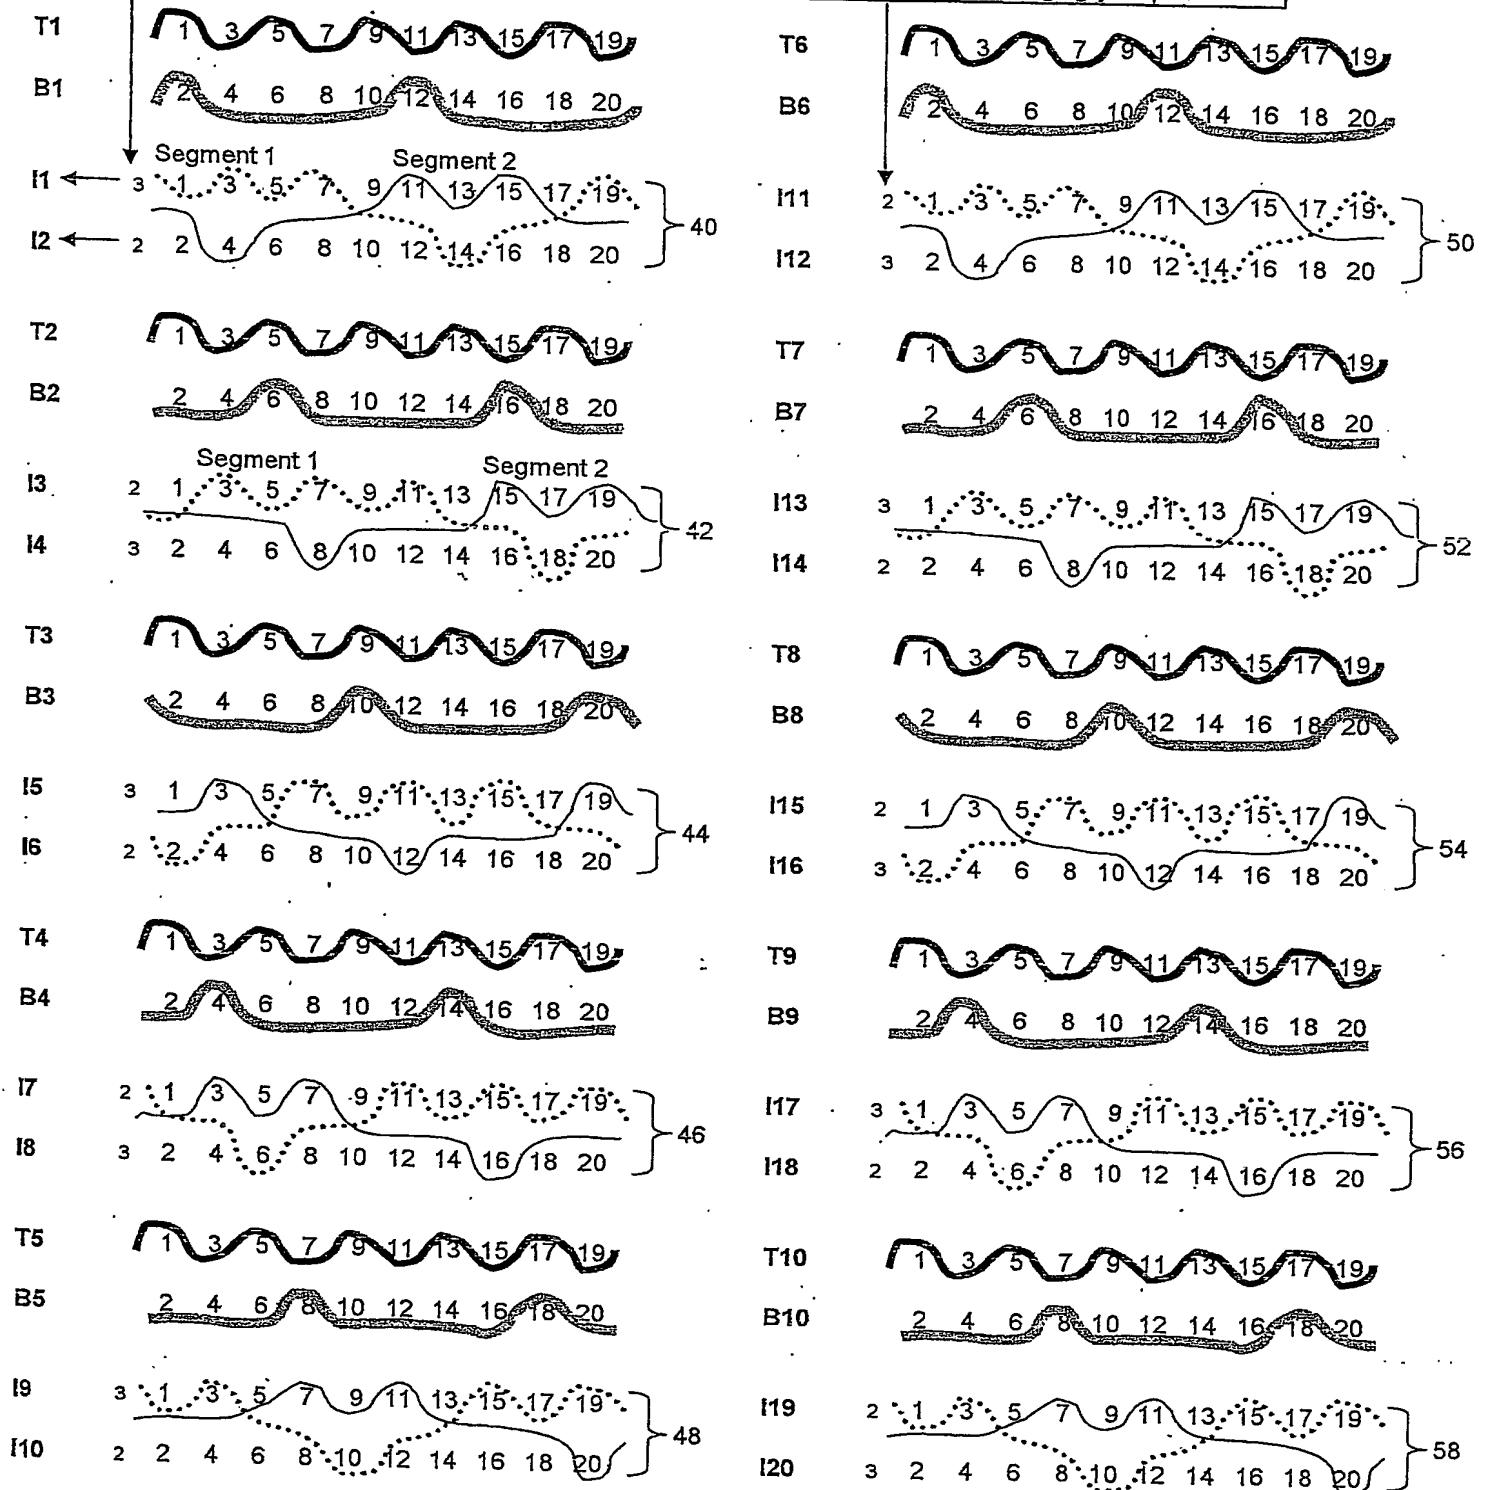 T1 1 3 5 7 9 11 13 15 17 19
B1 2 4 6 8 10 12 14 16 18 20
Segment 1 Segment 2
I1 3 1 3 5 7 9 11 13 15 17 19
40
I2 2 2 4 6 8 10 12 14 16 18 20
T2 1 3 5 7 9 11 13 15 17 19
B2 2 4 6 8 10 12 14 16 18 20
Segment 1 Segment 2
I3 2 1 3 5 7 9 11 13 15 17 19
42
I4 3 2 4 6 8 10 12 14 16 18 20
T3 1 3 5 7 9 11 13 15 17 19
B3 2 4 6 8 10 12 14 16 18 20
I5 3 1 3 5 7 9 11 13 15 17 19
44
I6 2 2 4 6 8 10 12 14 16 18 20
T4 1 3 5 7 9 11 13 15 17 19
B4 2 4 6 8 10 12 14 16 18 20
I7 2 1 3 5 7 9 11 13 15 17 19
46
I8 3 2 4 6 8 10 12 14 16 18 20
T5 1 3 5 7 9 11 13 15 17 19
B5 2 4 6 8 10 12 14 16 18 20
I9 3 1 3 5 7 9 11 13 15 17 19
48
I10 2 2 4 6 8 10 12 14 16 18 20
T6 1 3 5 7 9 11 13 15 17 19
B6 2 4 6 8 10 12 14 16 18 20
I11 2 1 3 5 7 9 11 13 15 17 19
50
I12 3 2 4 6 8 10 12 14 16 18 20
T7 1 3 5 7 9 11 13 15 17 19
B7 2 4 6 8 10 12 14 16 18 20
I13 3 1 3 5 7 9 11 13 15 17 19
52
I14 2 2 4 6 8 10 12 14 16 18 20
T8 1 3 5 7 9 11 13 15 17 19
B8 2 4 6 8 10 12 14 16 18 20
I15 2 1 3 5 7 9 11 13 15 17 19
54
I16 3 2 4 6 8 10 12 14 16 18 20
T9 1 3 5 7 9 11 13 15 17 19
B9 2 4 6 8 10 12 14 16 18 20
I17 3 1 3 5 7 9 11 13 15 17 19
56
I18 2 2 4 6 8 10 12 14 16 18 20
T10 1 3 5 7 9 11 13 15 17 19
B10 2 4 6 8 10 12 14 16 18 20
I19 2 1 3 5 7 9 11 13 15 17 19
58
I20 3 2 4 6 8 10 12 14 16 18 20